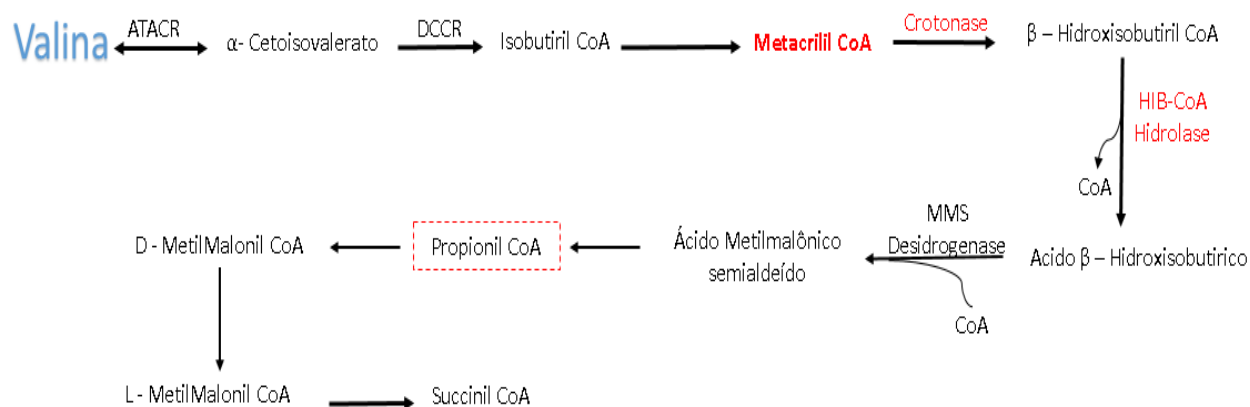 Valina
ATACR
α- Cetoisovalerato
DCCR
Isobutiril CoA
Metacrilil CoA
Crotonase
β – Hidroxisobutiril CoA
HIB-CoA
Hidrolase
CoA
D - MetilMalonil CoA
Propionil CoA
Ácido Metilmalônico
semialdeído
MMS
Desidrogenase
Acido β – Hidroxisobutirico
CoA
L - MetilMalonil CoA
Succinil CoA